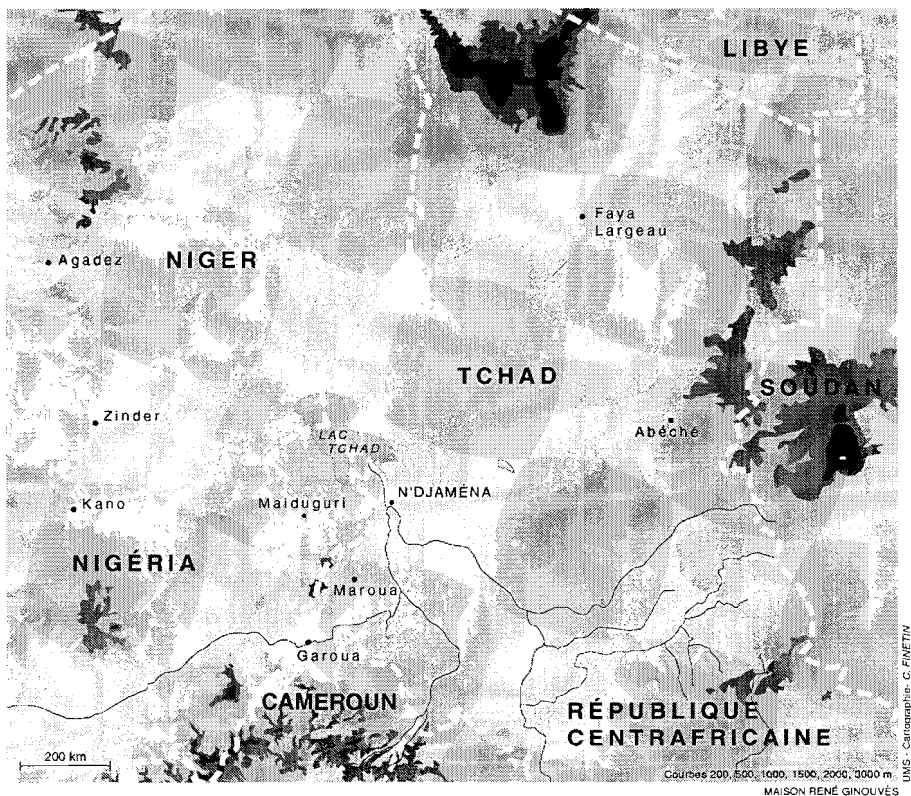 LIBYE
Faya
Largeau
Agadez
NIGER
TCHAD
SOUDAN
Zinder
Abéché
LAC
TCHAD
N'DJAMÉNA
Kano
Maiduguri
NIGÉRIA
Maroua
Garoua
CAMEROUN
RÉPUBLIQUE
CENTRAFRICAINE
200 km
Courbes 200, 500, 1000, 1500, 2000, 3000 m
UMS - Cartographie - C. FINETIN
MAISON RENÉ GINOUVÈS